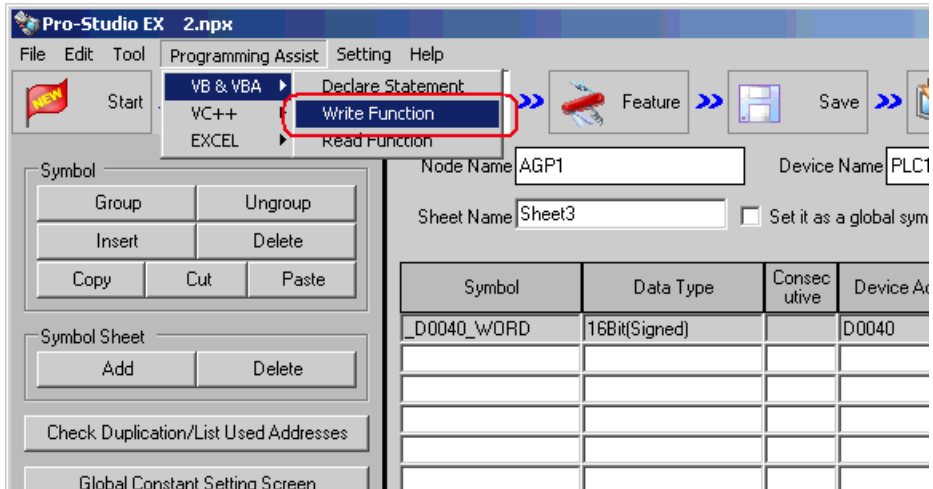 Pro-Studio EX 2.npx
File Edit Tool Programming Assist Setting Help
NEW Start Feature Save
VB & VBA Declare Statement
VC++ Write Function
EXCEL Read Function
Node Name AGP1 Device Name PLC1
Sheet Name Sheet3 Set it as a global sym
Symbol
Group Ungroup
Insert Delete
Copy Cut Paste
Symbol Sheet
Add Delete
Check Duplication/List Used Addresses
Global Constant Setting Screen
Symbol Data Type Consec utive Device Ad
_D0040_WORD 16Bit(Signed) D0040